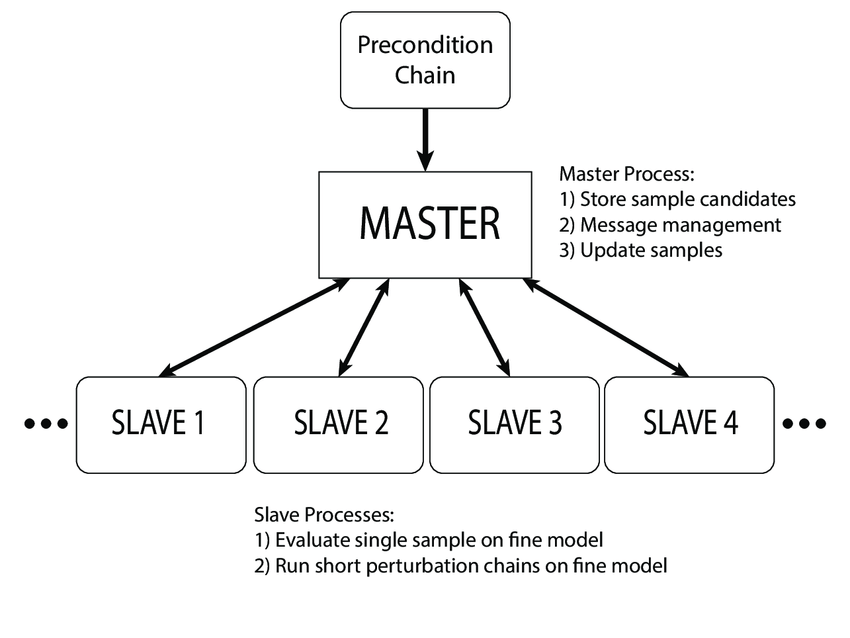 Precondition
Chain
MASTER
Master Process:
1) Store sample candidates
2) Message management
3) Update samples
SLAVE 1
SLAVE 2
SLAVE 3
SLAVE 4
Slave Processes:
1) Evaluate single sample on fine model
2) Run short perturbation chains on fine model